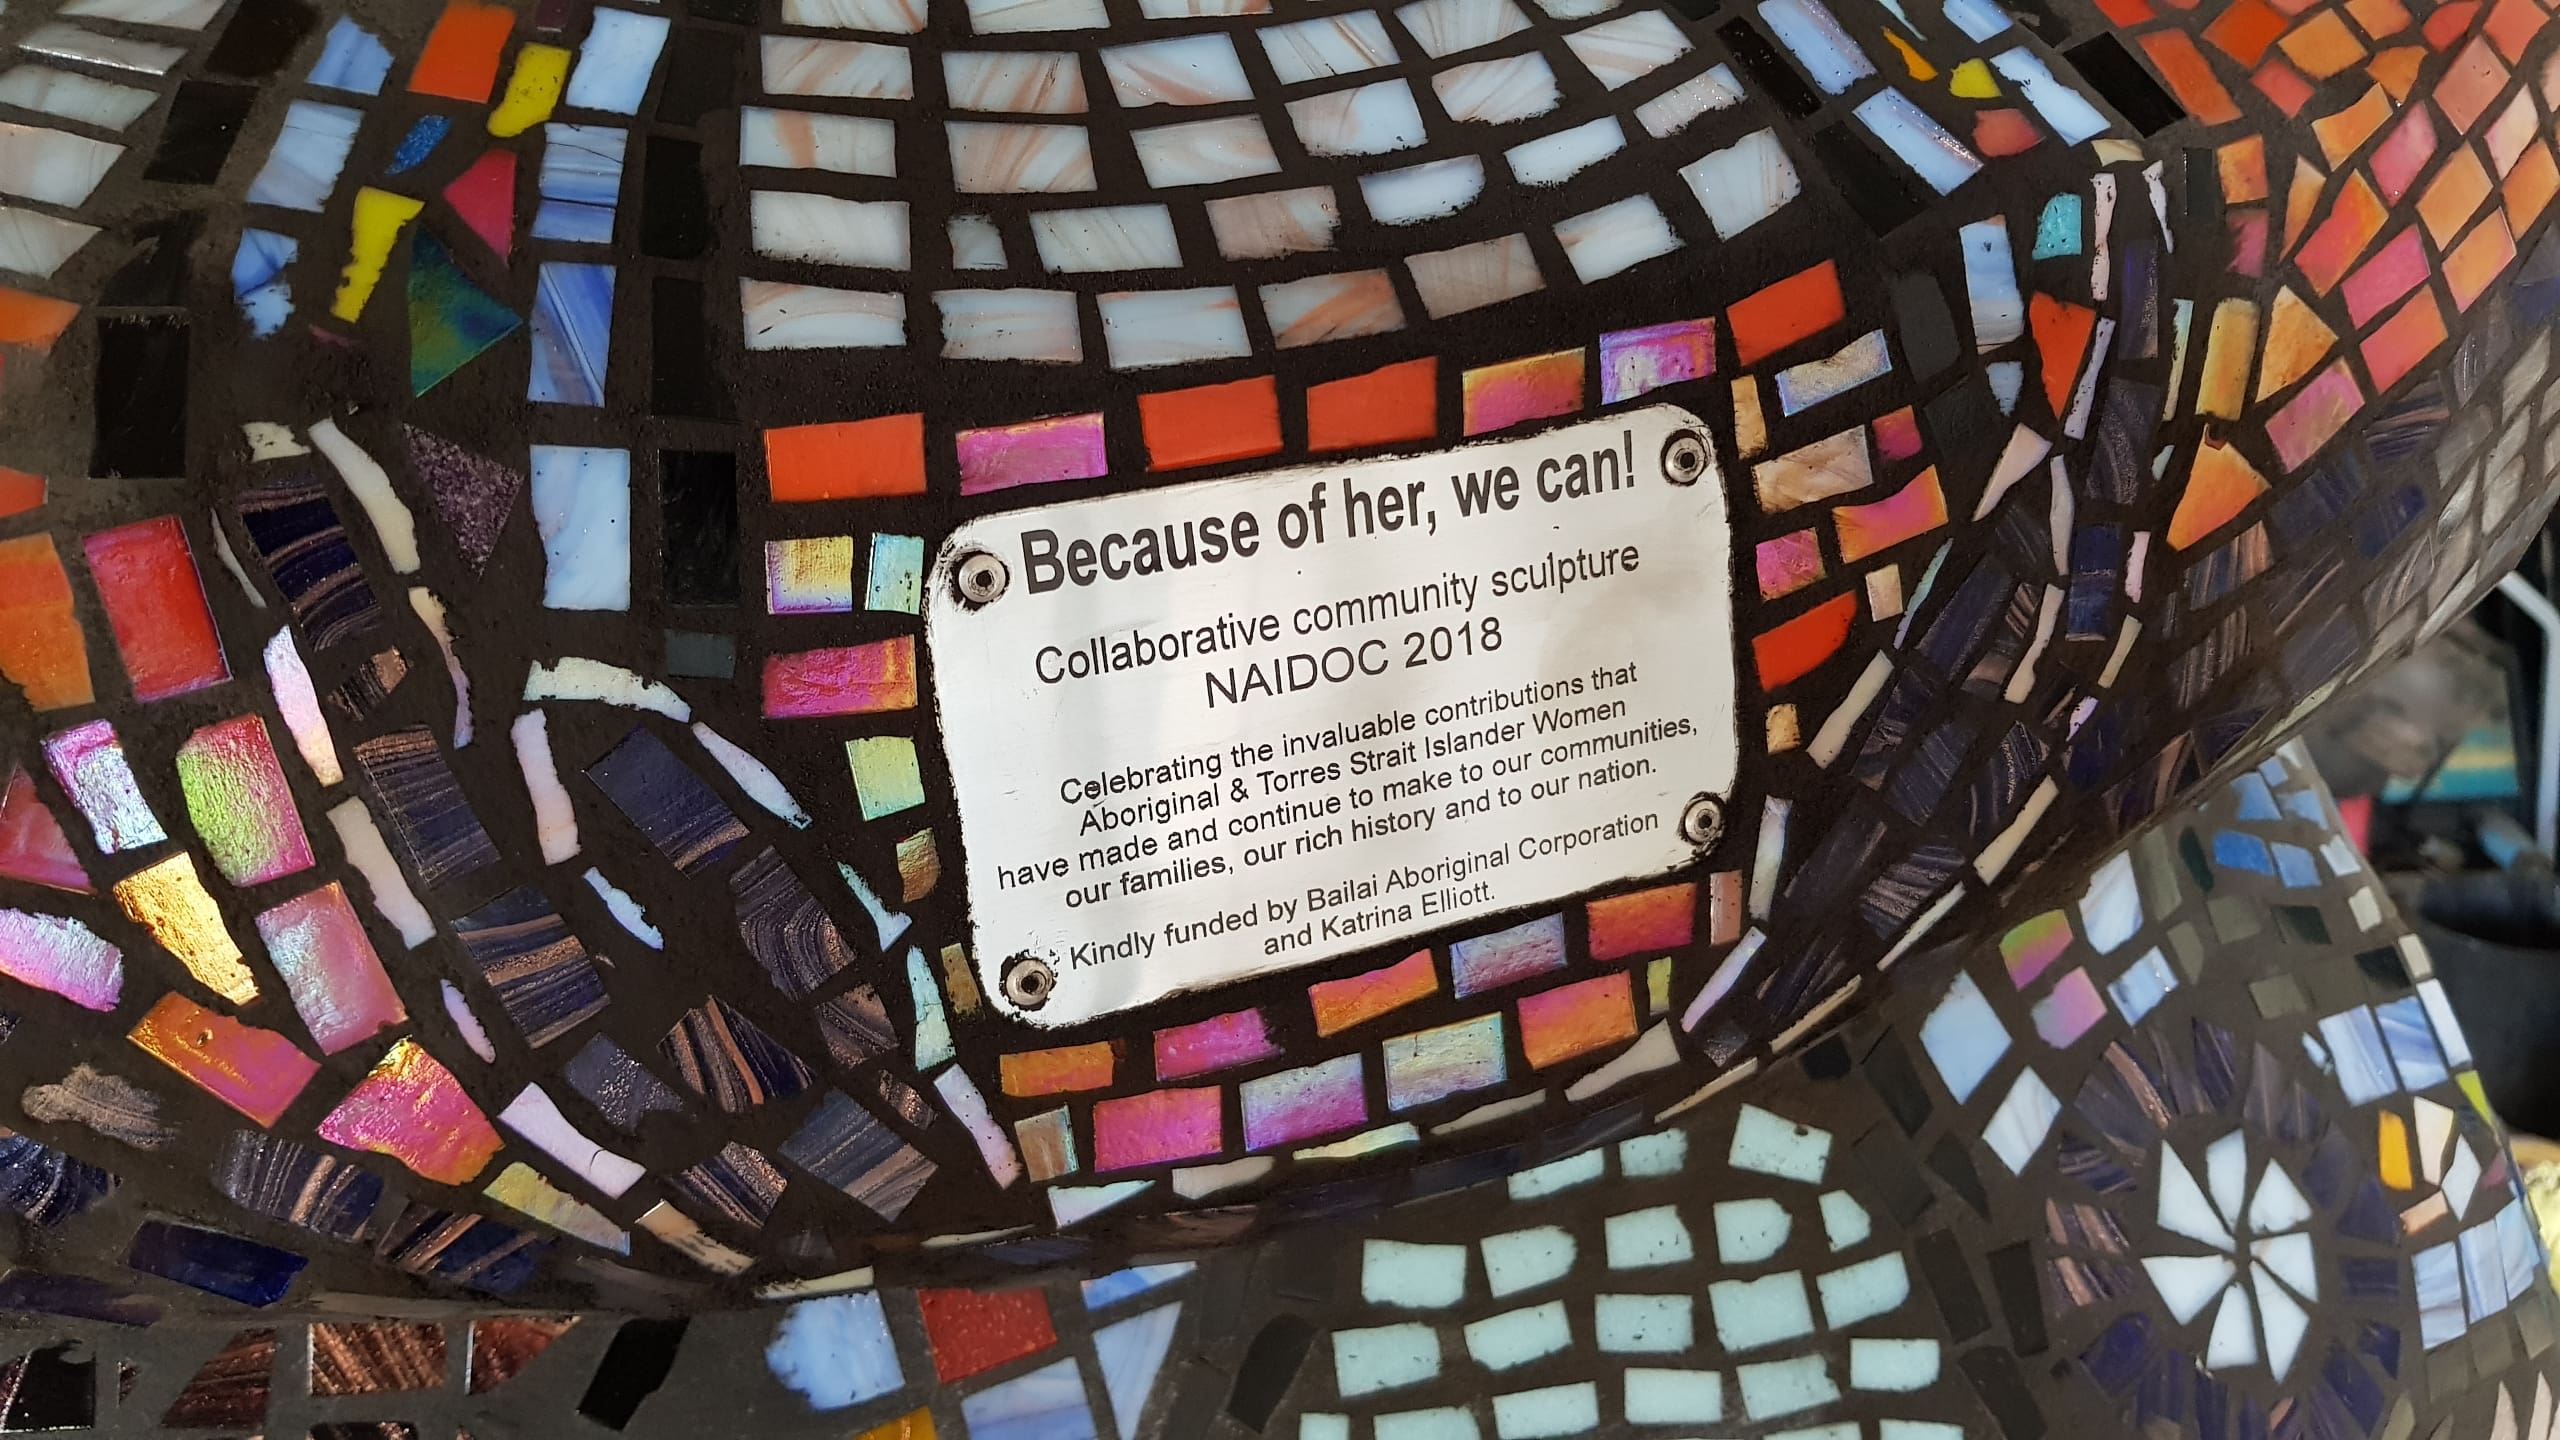 Because of her, we can!
Collaborative community sculpture
NAIDOC 2018
Celebrating the invaluable contributions that
Aboriginal & Torres Strait Islander Women
have made and continue to make to our communities,
our families, our rich history and to our nation.
Kindly funded by Bailai Aboriginal Corporation
and Katrina Elliott.